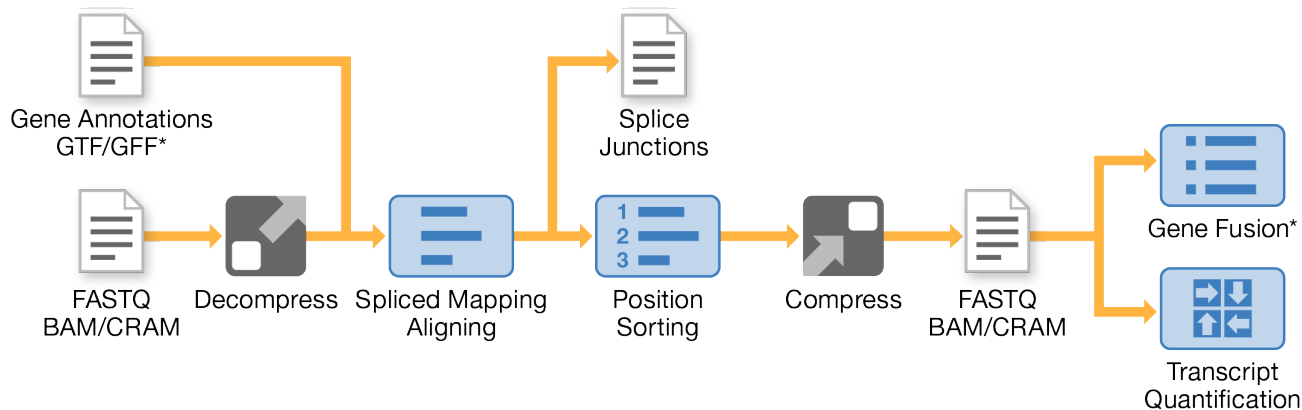 Gene Annotations
GTF/GFF*
Splice
Junctions
FASTQ
BAM/CRAM
Decompress
Spliced Mapping
Aligning
1
2
3
Position
Sorting
Compress
FASTQ
BAM/CRAM
Gene Fusion*
Transcript
Quantification